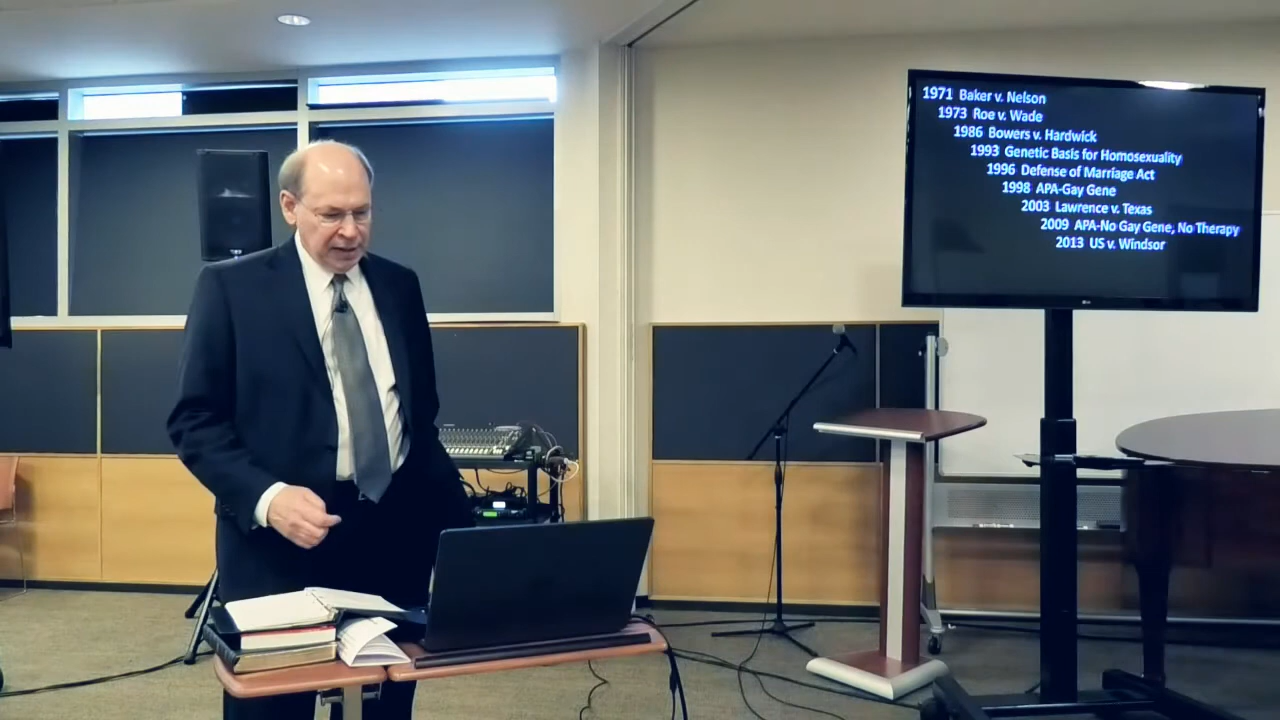 1971 Baker v. Nelson
1973 Roe v. Wade
1986 Bowers v. Hardwick
1993 Genetic Basis for Homosexuality
1996 Defense of Marriage Act
1998 APA-Gay Gene
2003 Lawrence v. Texas
2009 APA-No Gay Gene, No Therapy
2013 US v. Windsor
LG